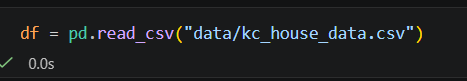 df = pd.read_csv("data/kc_house_data.csv")
0.0s